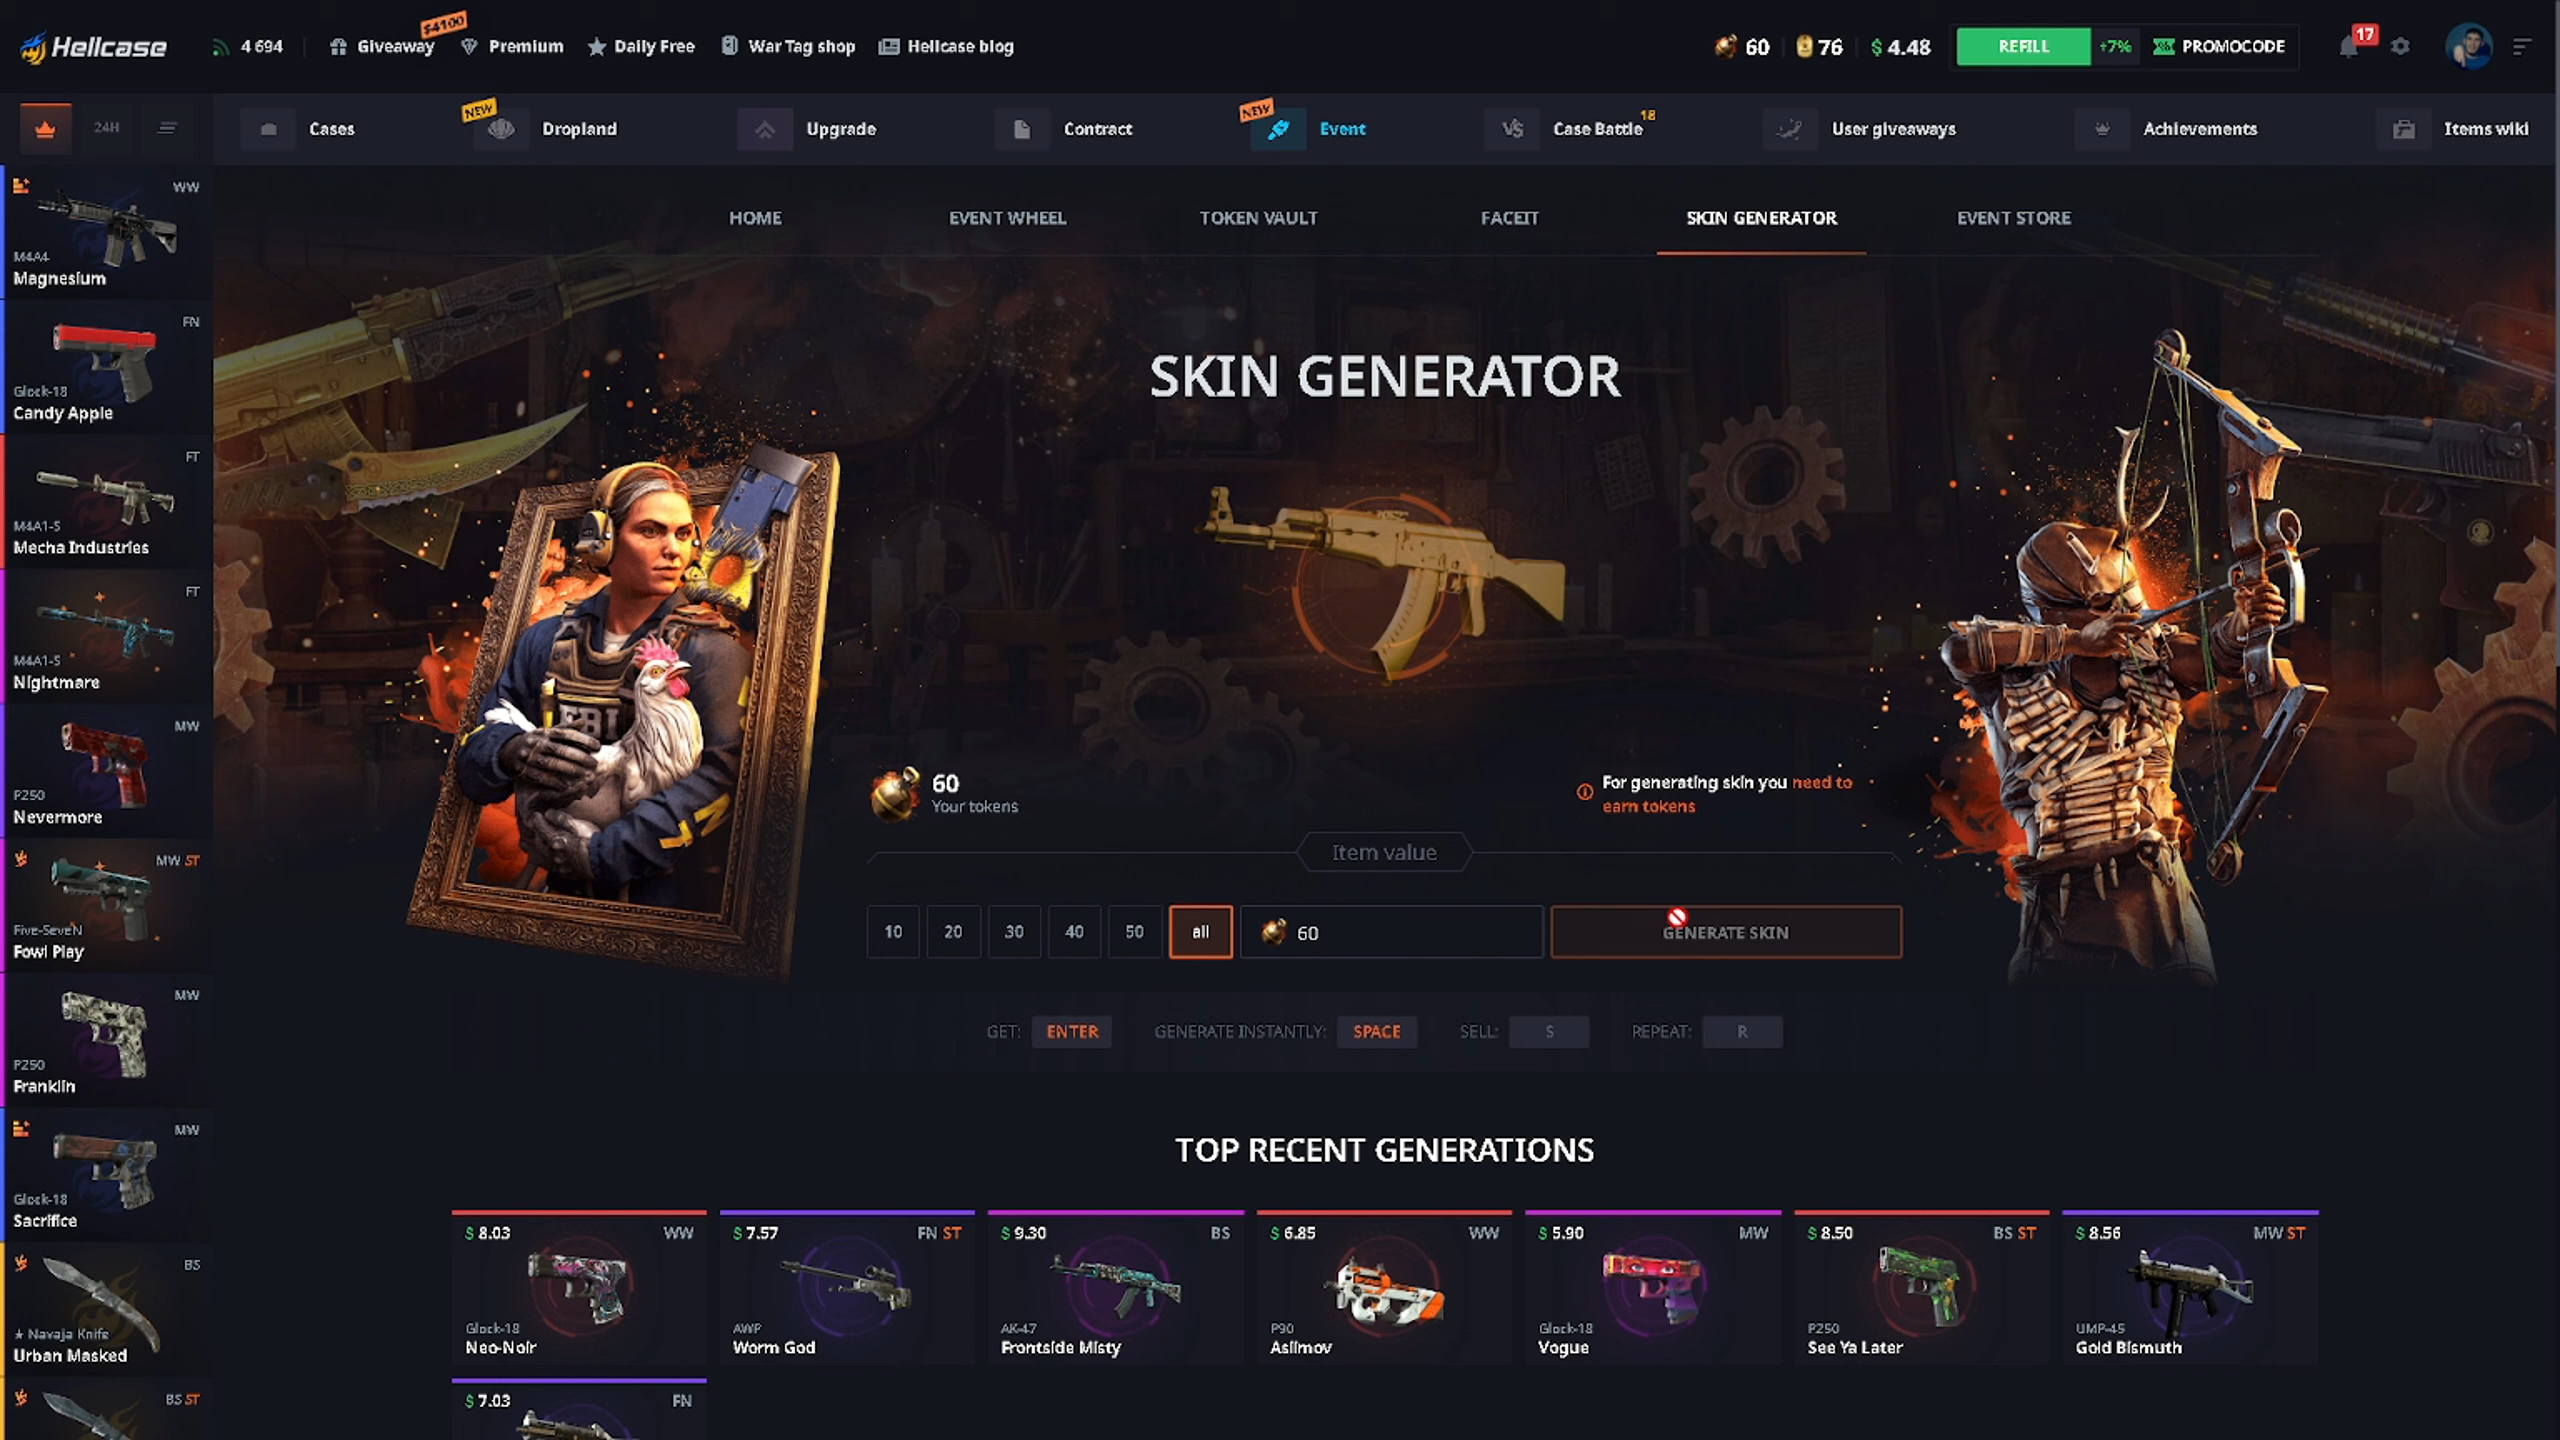 Hellcase
4 694
Giveaway
$4100
Premium
Daily Free
War Tag shop
Hellcase blog
60
76
$ 4.48
REFILL
+7%
PROMOCODE
17
24H
Cases
NEW
Dropland
Upgrade
Contract
NEW
Event
Case Battle
18
User giveaways
Achievements
Items wiki
WW
M4A4
Magnesium
FN
Glock-18
Candy Apple
FT
M4A1-S
Mecha Industries
FT
M4A1-S
Nightmare
MW
P250
Nevermore
MW ST
Five-SeveN
Fowl Play
MW
P250
Franklin
MW
Glock-18
Sacrifice
BS
★ Navaja Knife
Urban Masked
BS ST
HOME
EVENT WHEEL
TOKEN VAULT
FACEIT
SKIN GENERATOR
EVENT STORE
SKIN GENERATOR
FBI
60
Your tokens
For generating skin you need to
earn tokens
Item value
10
20
30
40
50
all
60
GENERATE SKIN
GET: ENTER
GENERATE INSTANTLY: SPACE
SELL: S
REPEAT: R
TOP RECENT GENERATIONS
$ 8.03
WW
Glock-18
Neo-Noir
$ 7.57
FN ST
AWP
Worm God
$ 9.30
BS
AK-47
Frontside Misty
$ 6.85
WW
P90
Asiimov
$ 5.90
MW
Glock-18
Vogue
$ 8.50
BS ST
P250
See Ya Later
$ 8.56
MW ST
UMP-45
Gold Bismuth
$ 7.03
FN